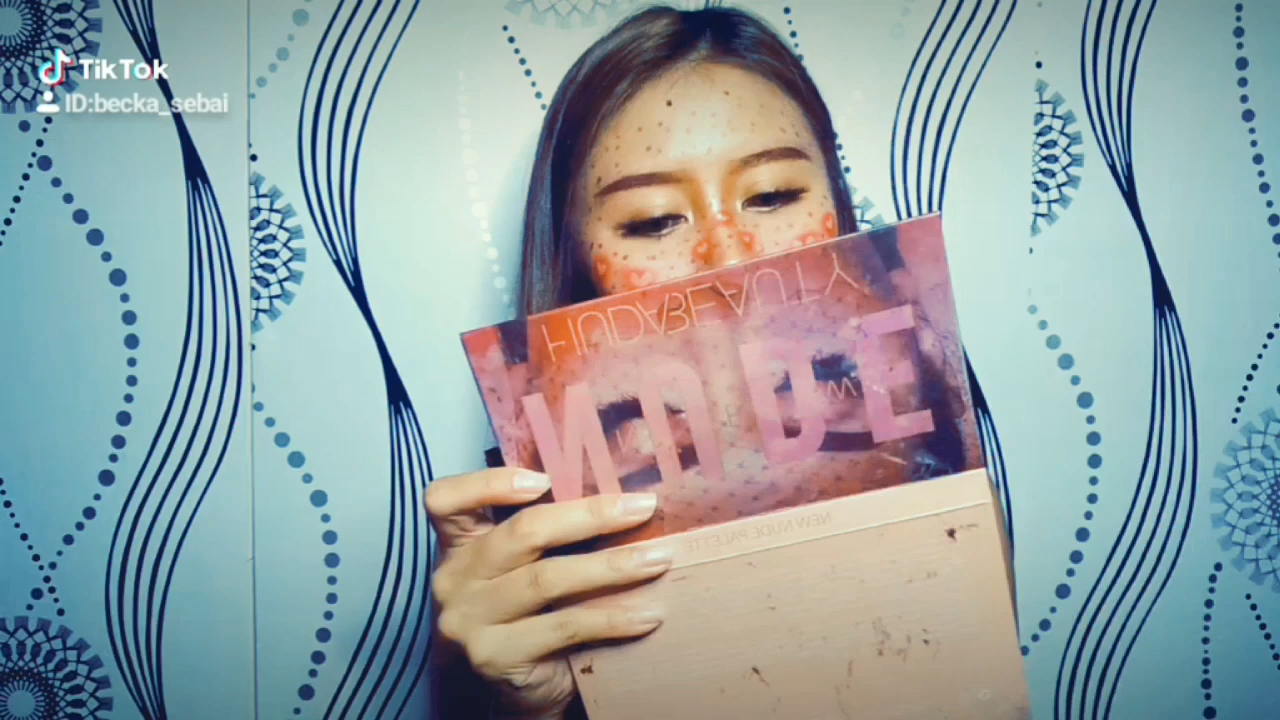 TikTok
ID:becka_sebai
HUDABEAUTY
NUDE
NEW NUDE PALETTE